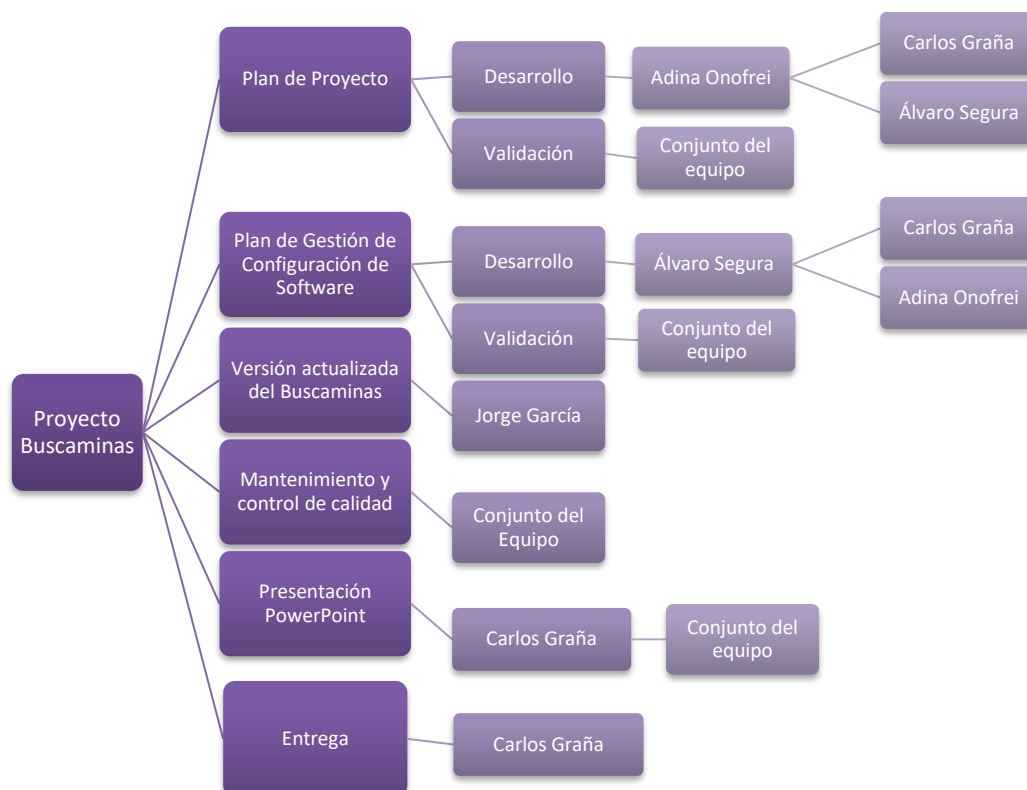 Proyecto
Buscaminas
Plan de Proyecto
Desarrollo
Adina Onofrei
Carlos Graña
Álvaro Segura
Validación
Conjunto del
equipo
Plan de Gestión de
Configuración de
Software
Desarrollo
Álvaro Segura
Carlos Graña
Adina Onofrei
Validación
Conjunto del
equipo
Versión actualizada
del Buscaminas
Jorge García
Mantenimiento y
control de calidad
Conjunto del
Equipo
Presentación
PowerPoint
Carlos Graña
Conjunto del
equipo
Entrega
Carlos Graña